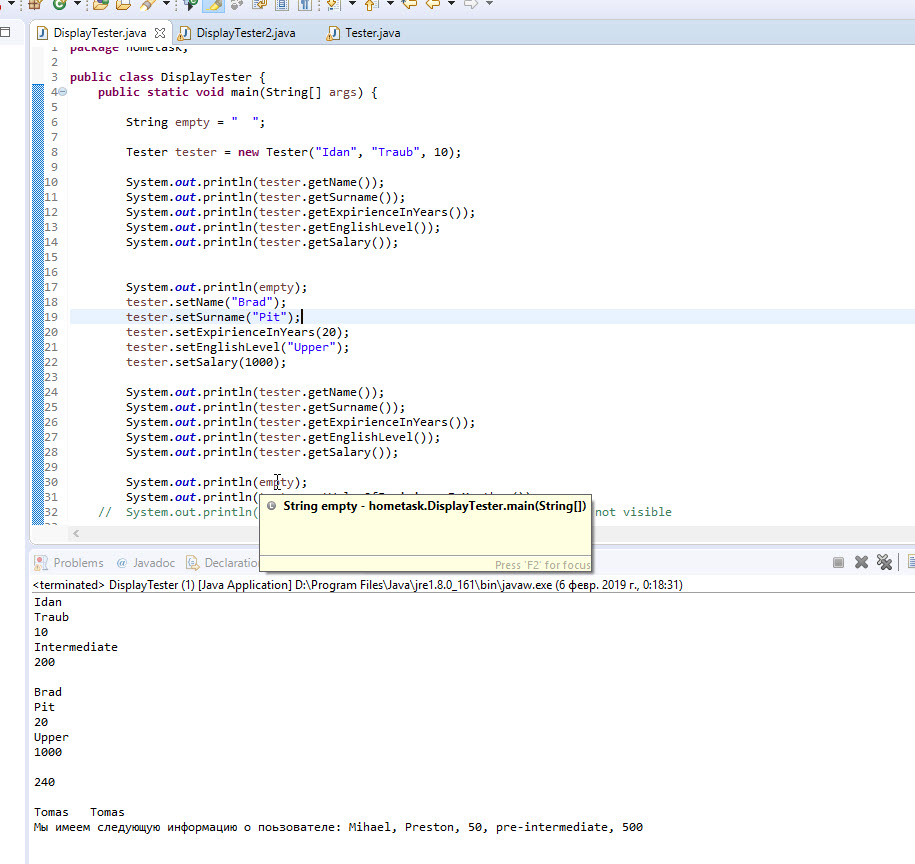 DisplayTester.java DisplayTester2.java Tester.java
1 package hometask;
2
3 public class DisplayTester {
4 public static void main(String[] args) {
5
6 String empty = "  ";
7
8 Tester tester = new Tester("Idan", "Traub", 10);
9
10 System.out.println(tester.getName());
11 System.out.println(tester.getSurname());
12 System.out.println(tester.getExpirienceInYears());
13 System.out.println(tester.getEnglishLevel());
14 System.out.println(tester.getSalary());
15
16
17 System.out.println(empty);
18 tester.setName("Brad");
19 tester.setSurname("Pit");
20 tester.setExpirienceInYears(20);
21 tester.setEnglishLevel("Upper");
22 tester.setSalary(1000);
23
24 System.out.println(tester.getName());
25 System.out.println(tester.getSurname());
26 System.out.println(tester.getExpirienceInYears());
27 System.out.println(tester.getEnglishLevel());
28 System.out.println(tester.getSalary());
29
30 System.out.println(empty);
31 System.out.println(
32 // System.out.println( not visible
String empty - hometask.DisplayTester.main(String[])
Press 'F2' for focus
Problems @ Javadoc Declaratio
<terminated> DisplayTester (1) [Java Application] D:\Program Files\Java\jre1.8.0_161\bin\javaw.exe (6 февр. 2019 г., 0:18:31)
Idan
Traub
10
Intermediate
200
Brad
Pit
20
Upper
1000
240
Tomas   Tomas
Мы имеем следующую информацию о поьзователе: Mihael, Preston, 50, pre-intermediate, 500